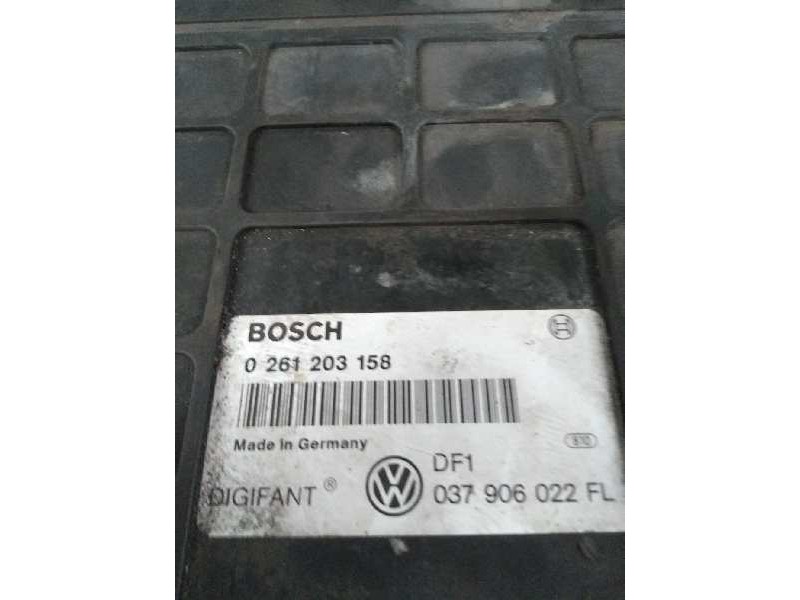 BOSCH
0 261 203 158
Made in Germany
DF1
DIGIFANT ® 037 906 022 FL